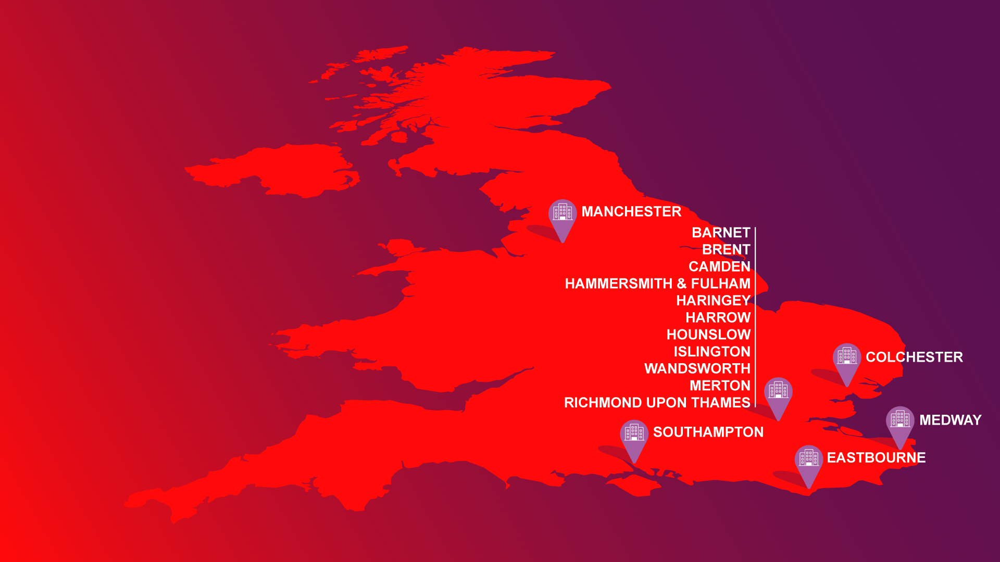 MANCHESTER
BARNET
BRENT
CAMDEN
HAMMERSMITH & FULHAM
HARINGEY
HARROW
HOUNSLOW
ISLINGTON
WANDSWORTH
MERTON
RICHMOND UPON THAMES
COLCHESTER
MEDWAY
SOUTHAMPTON
EASTBOURNE